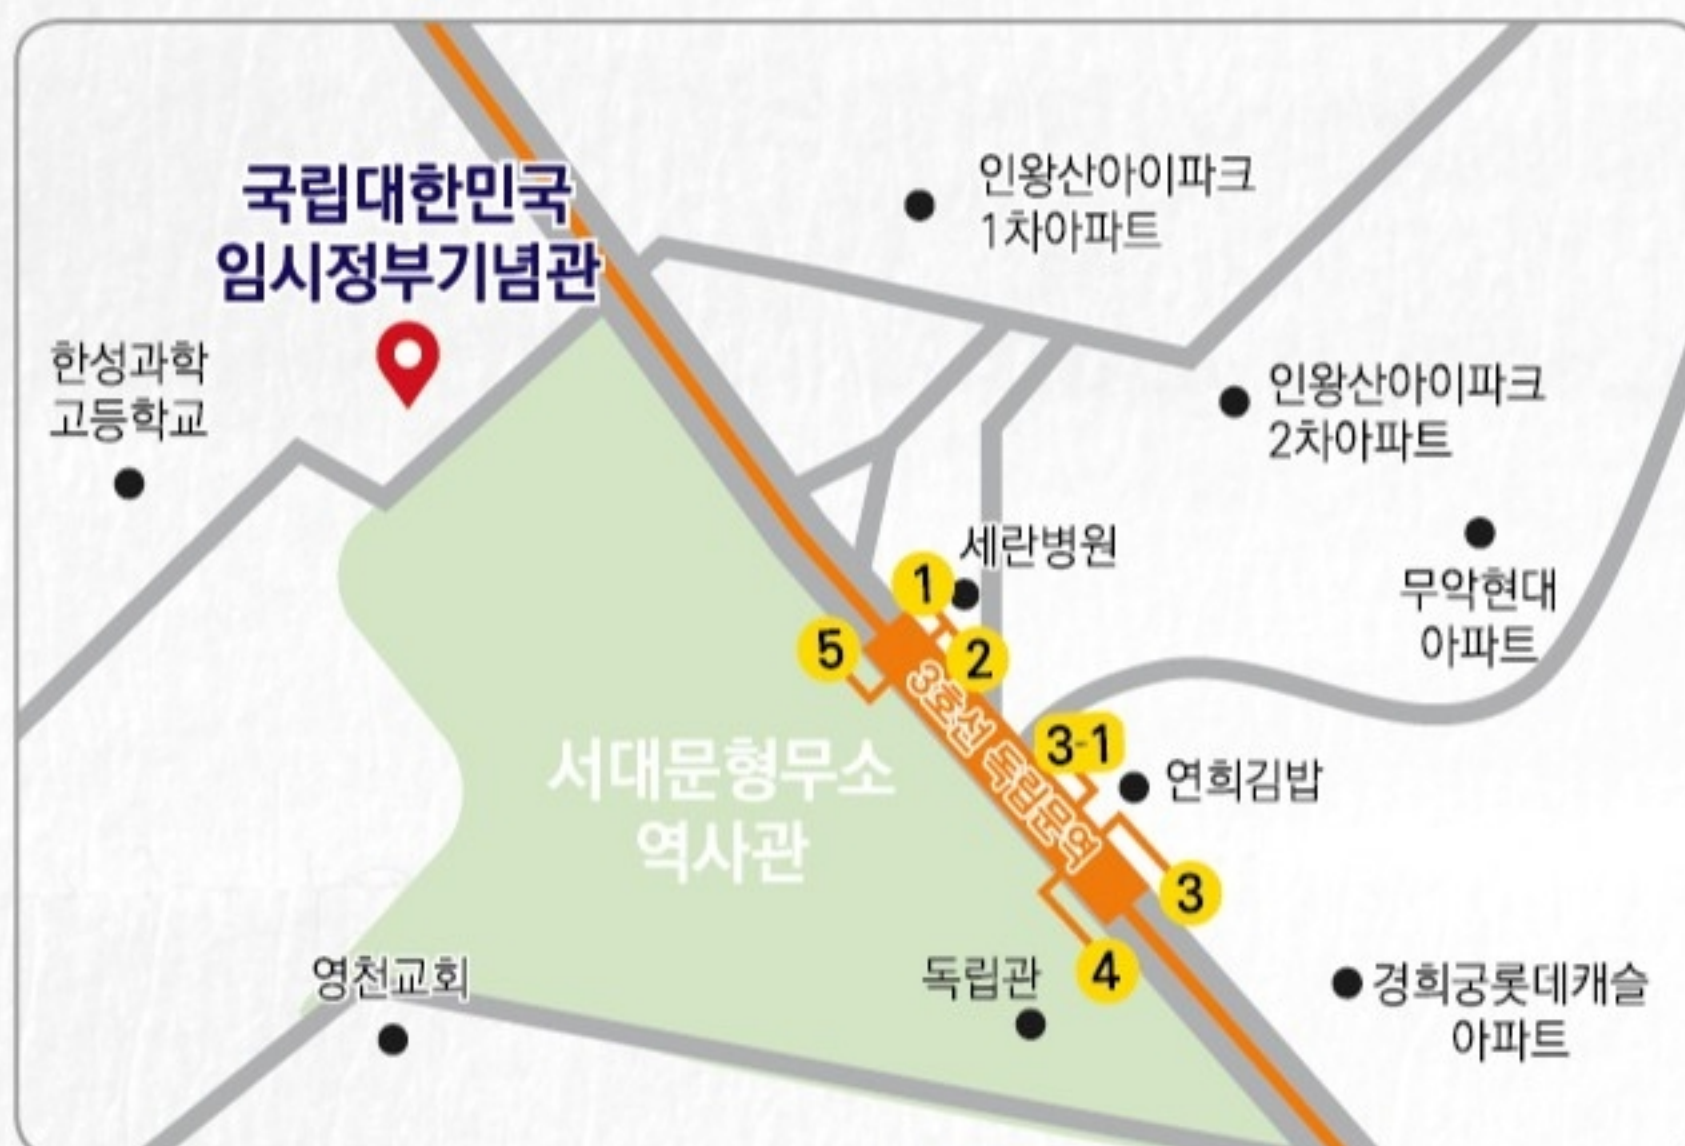 국립대한민국
임시정부기념관
인왕산아이파크
1차아파트
한성과학
고등학교
인왕산아이파크
2차아파트
세란병원
무악현대
아파트
1
2
5
3호선 독립문역
3-1
연희김밥
서대문형무소
역사관
3
4
영천교회
독립관
경희궁롯데캐슬
아파트